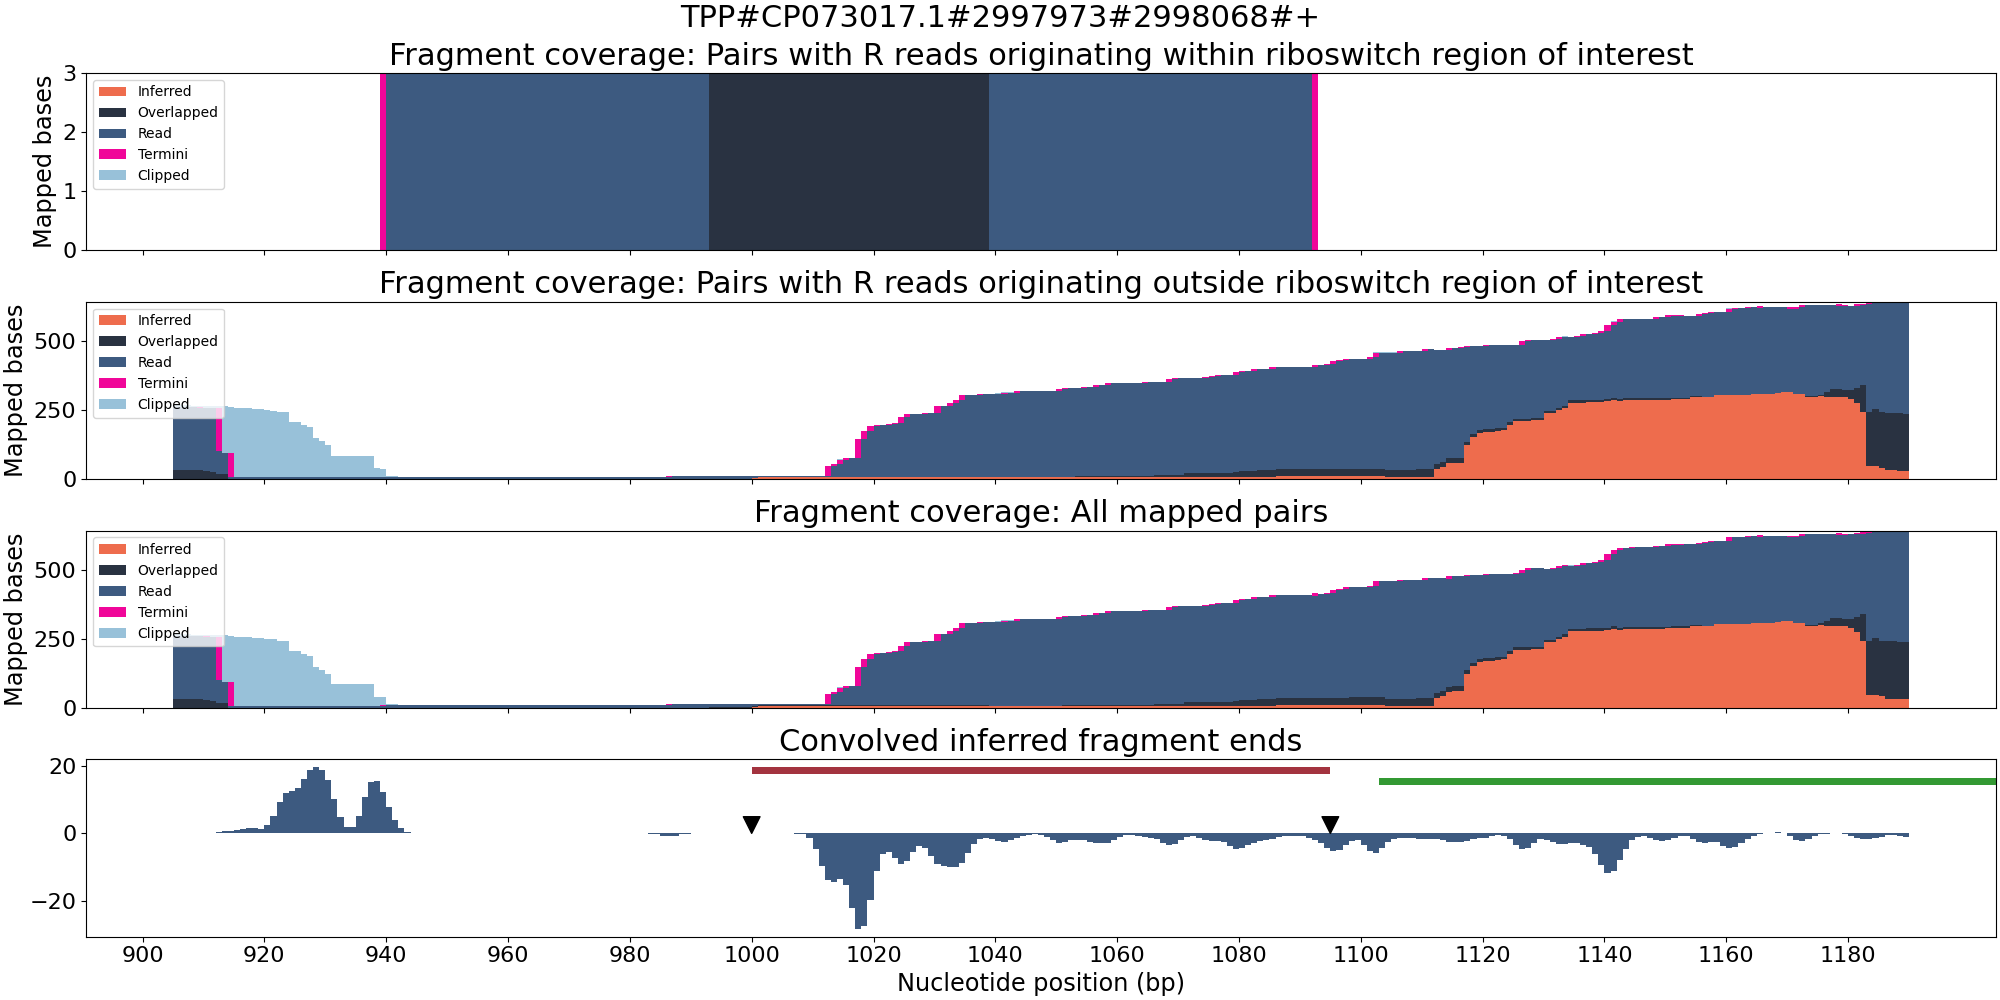 TPP#CP073017.1#2997973#2998068#+
Fragment coverage: Pairs with R reads originating within riboswitch region of interest
Mapped bases
3
2
1
0
Inferred
Overlapped
Read
Termini
Clipped
Fragment coverage: Pairs with R reads originating outside riboswitch region of interest
Mapped bases
500
250
0
Inferred
Overlapped
Read
Termini
Clipped
Fragment coverage: All mapped pairs
Mapped bases
500
250
0
Inferred
Overlapped
Read
Termini
Clipped
Convolved inferred fragment ends
20
0
−20
900 920 940 960 980 1000 1020 1040 1060 1080 1100 1120 1140 1160 1180
Nucleotide position (bp)